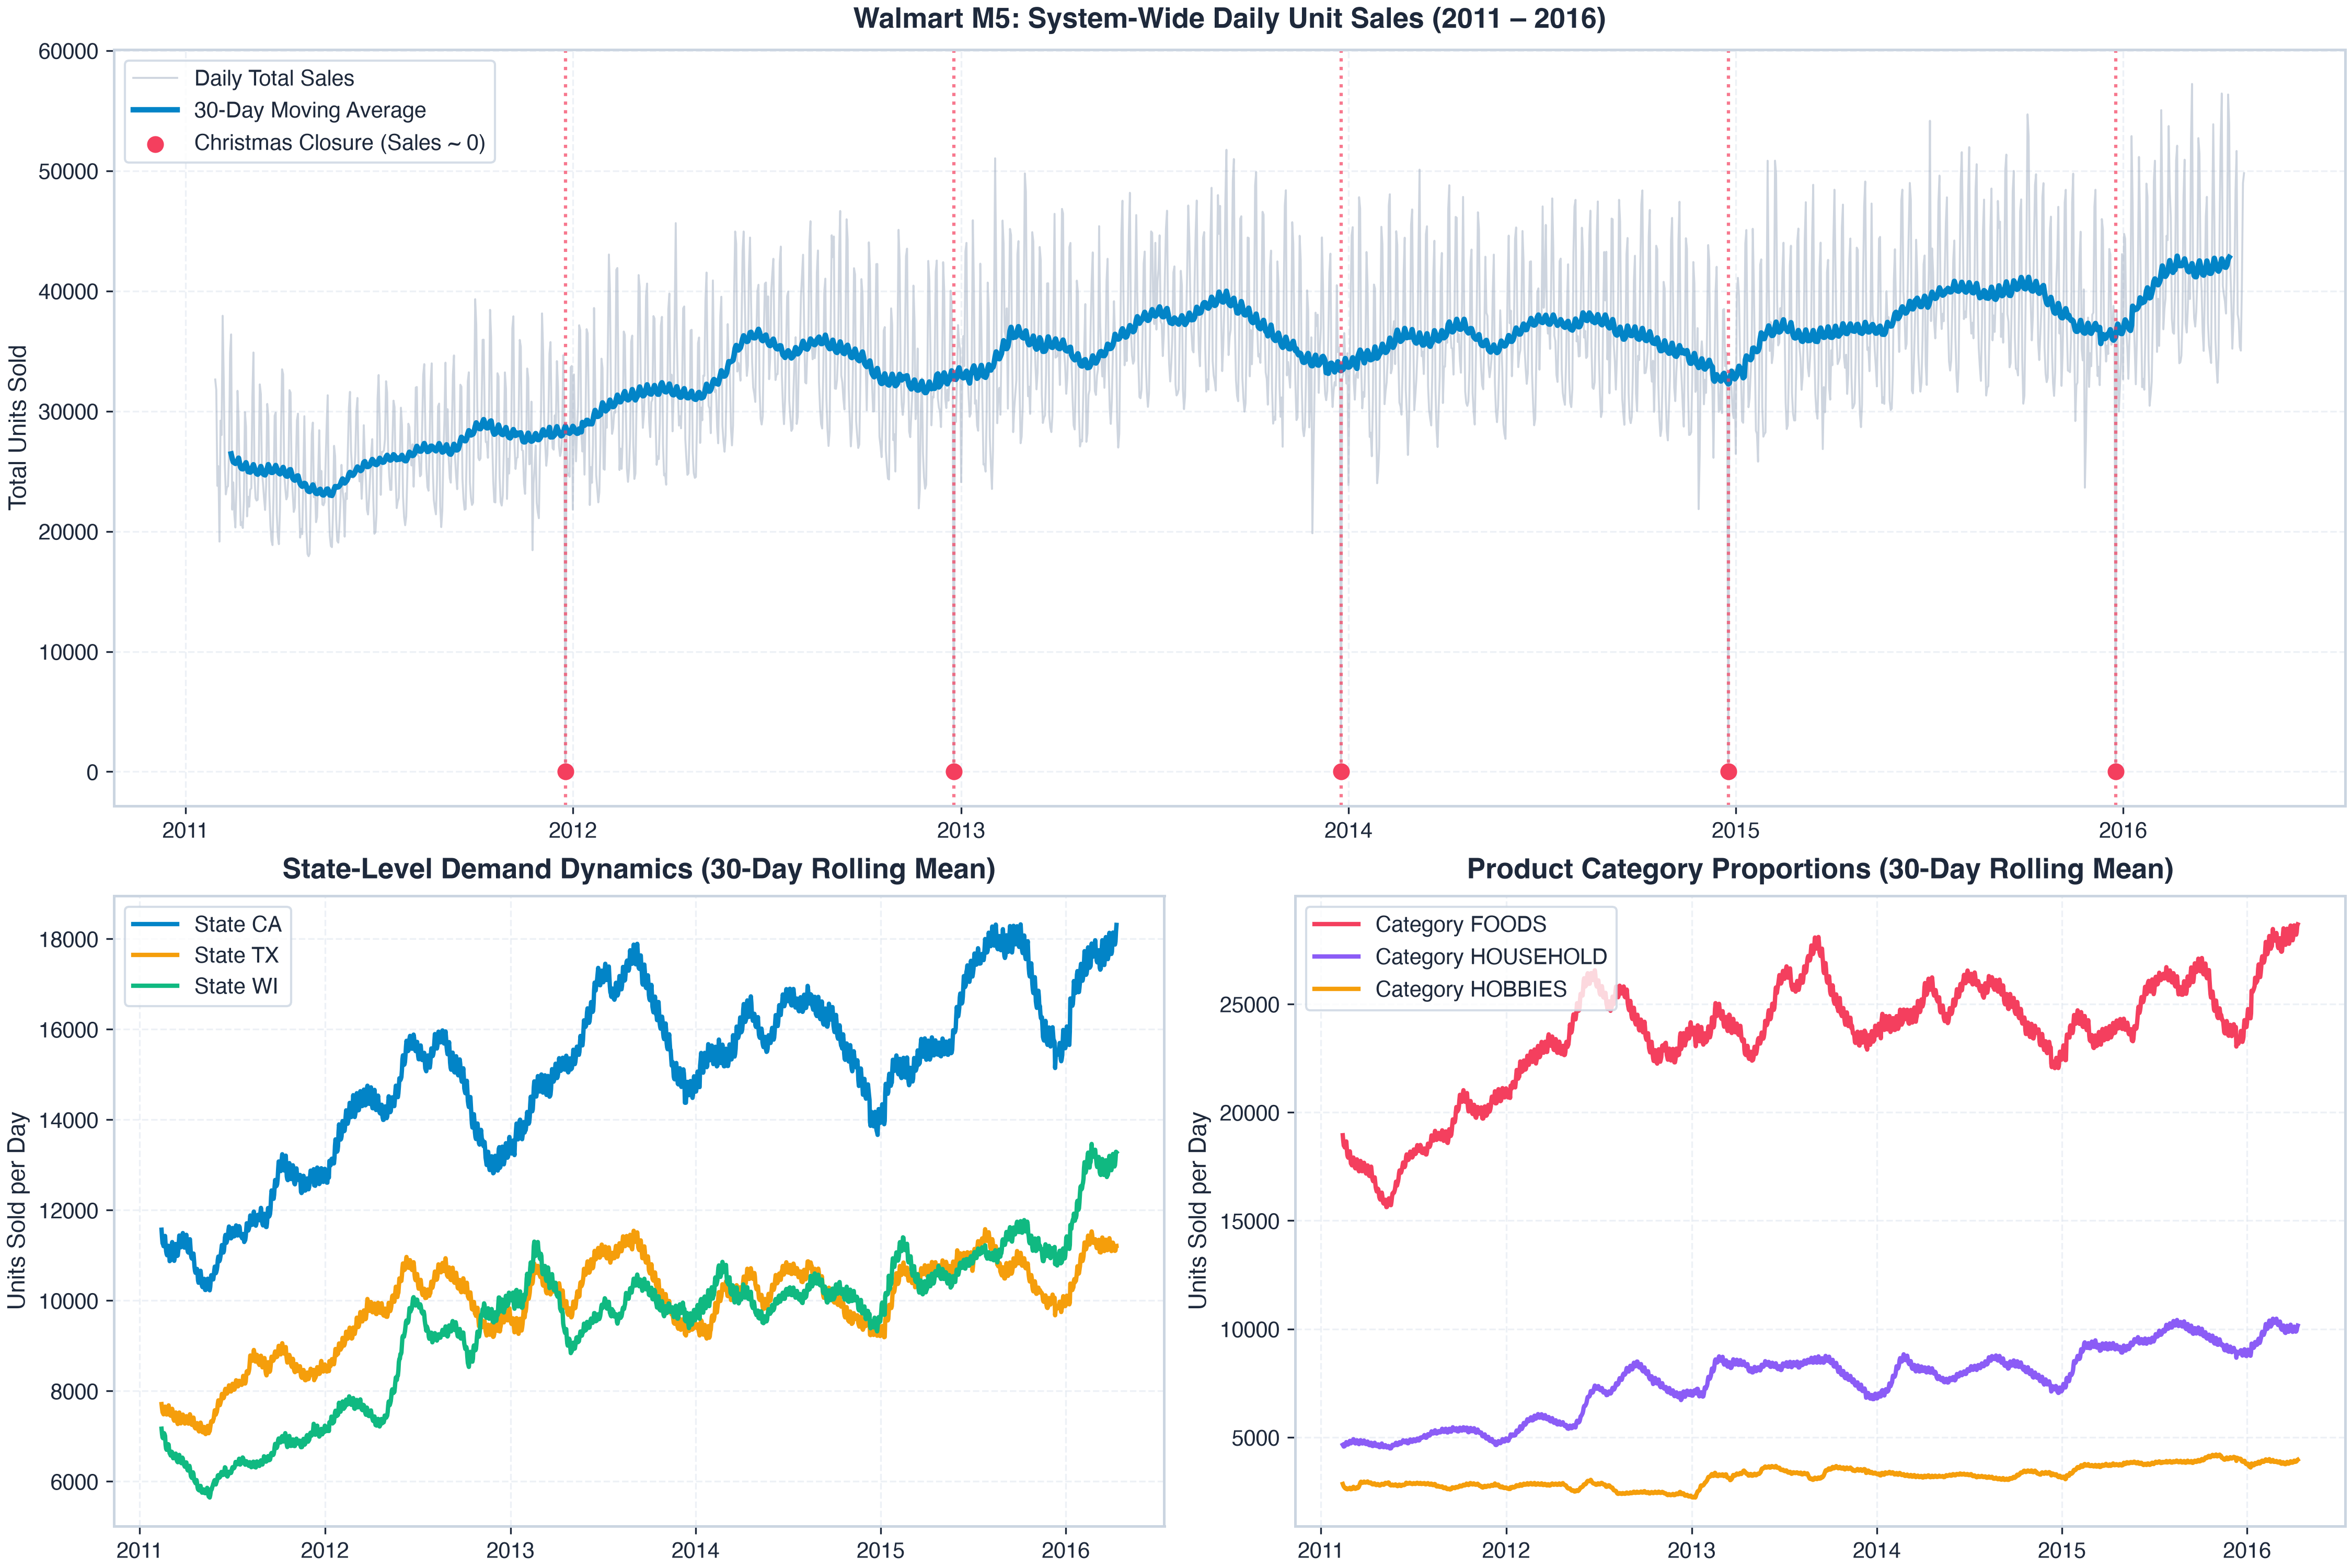 Walmart M5: System-Wide Daily Unit Sales (2011 – 2016)
Total Units Sold
60000
50000
40000
30000
20000
10000
0
Daily Total Sales
30-Day Moving Average
Christmas Closure (Sales ~ 0)
2011
2012
2013
2014
2015
2016
State-Level Demand Dynamics (30-Day Rolling Mean)
Units Sold per Day
18000
16000
14000
12000
10000
8000
6000
State CA
State TX
State WI
2011
2012
2013
2014
2015
2016
Product Category Proportions (30-Day Rolling Mean)
Units Sold per Day
25000
20000
15000
10000
5000
Category FOODS
Category HOUSEHOLD
Category HOBBIES
2011
2012
2013
2014
2015
2016